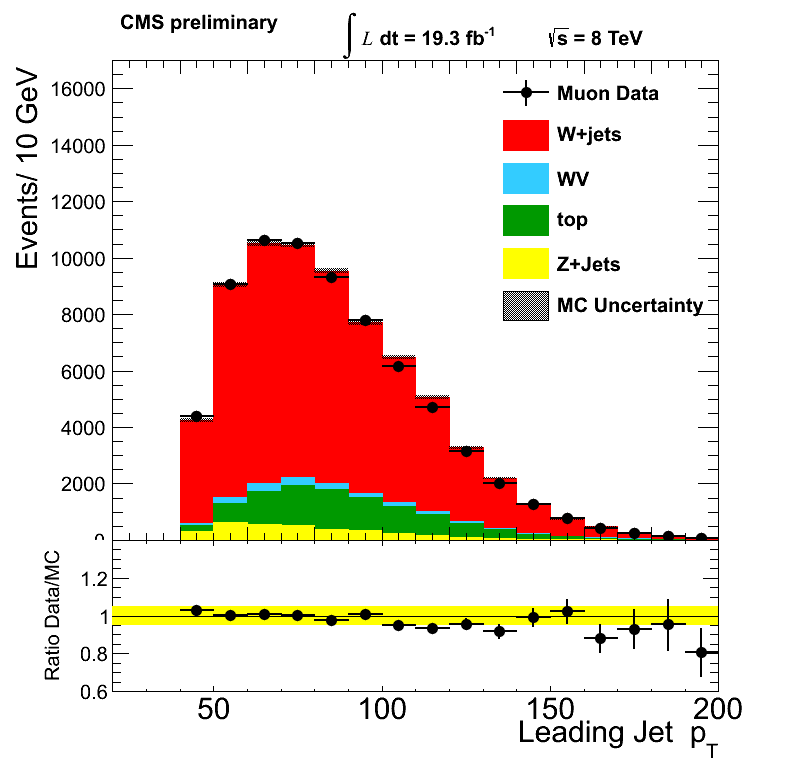 CMS preliminary
∫ L dt = 19.3 fb⁻¹
√s = 8 TeV
Events/ 10 GeV
16000
14000
12000
10000
8000
6000
4000
2000
0
Muon Data
W+jets
WV
top
Z+Jets
MC Uncertainty
Ratio Data/MC
1.2
1
0.8
0.6
50
100
150
200
Leading Jet p_T